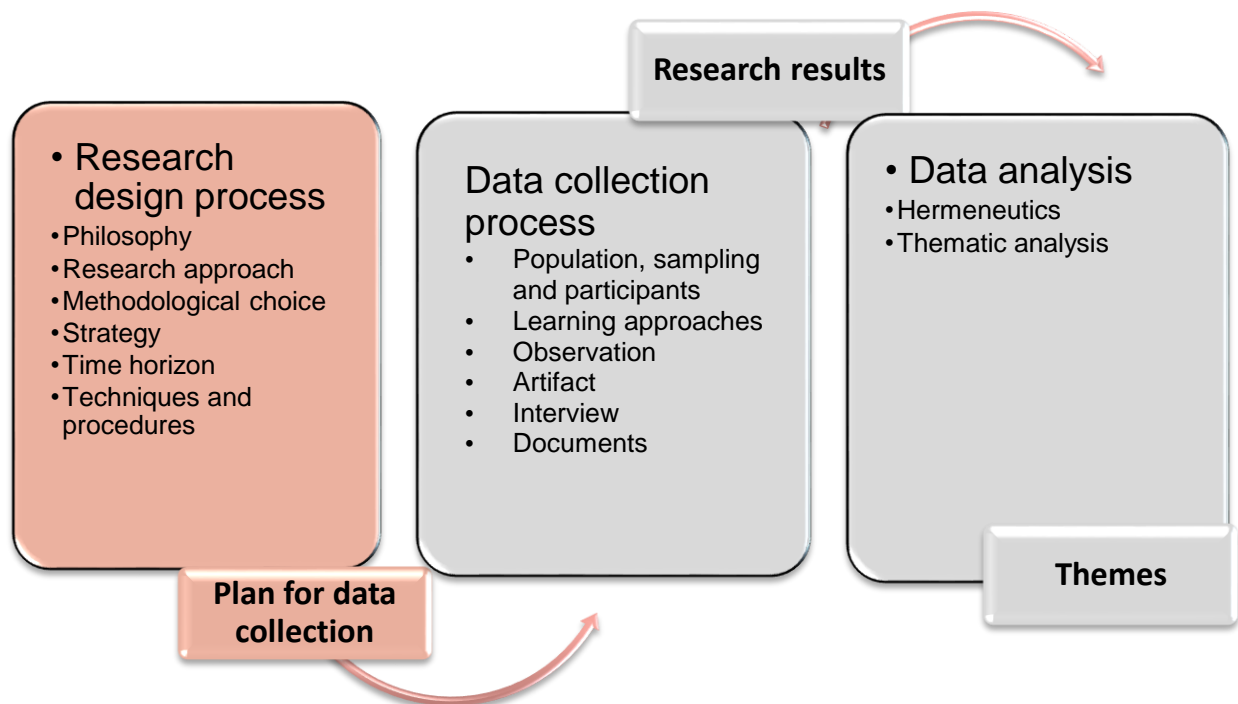 • Research
design process
•Philosophy
•Research approach
•Methodological choice
•Strategy
•Time horizon
•Techniques and
procedures
Plan for data
collection
Data collection
process
• Population, sampling
and participants
• Learning approaches
• Observation
• Artifact
• Interview
• Documents
Research results
• Data analysis
•Hermeneutics
•Thematic analysis
Themes